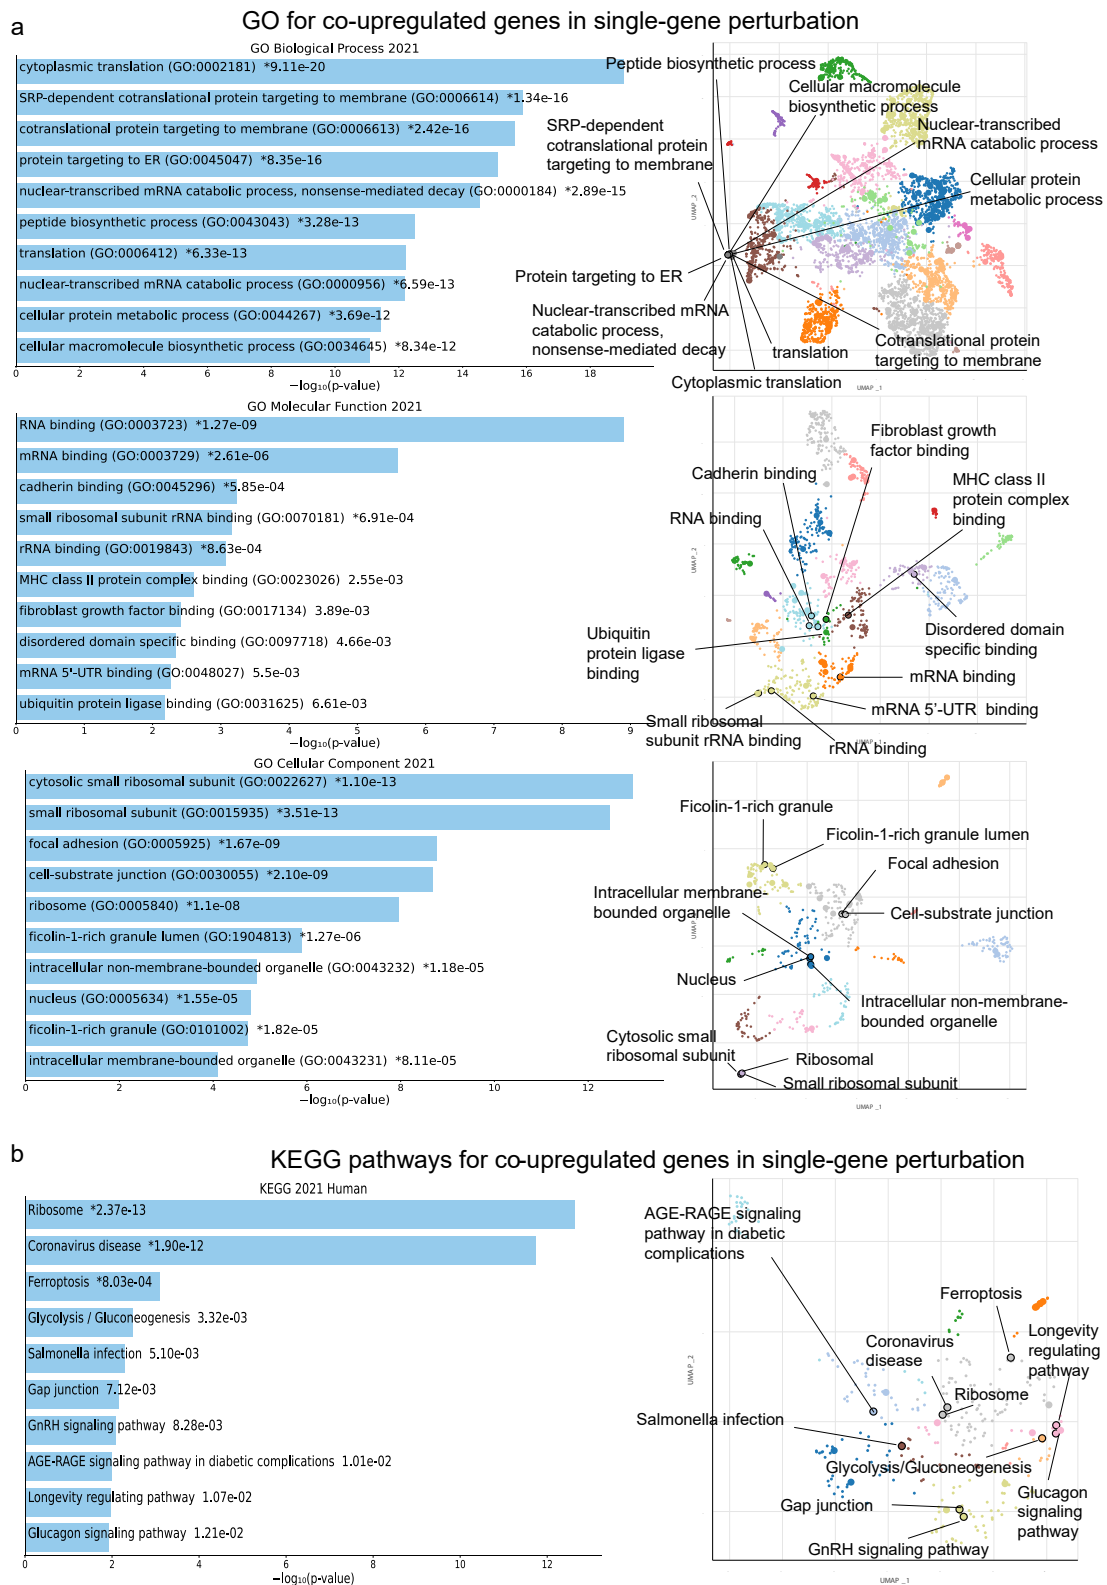 a
GO for co-upregulated genes in single-gene perturbation
GO Biological Process 2021
cytoplasmic translation (GO:0002181) *9.11e-20
SRP-dependent cotranslational protein targeting to membrane (GO:0006614) *1.34e-16
cotranslational protein targeting to membrane (GO:0006613) *2.42e-16
protein targeting to ER (GO:0045047) *8.35e-16
nuclear-transcribed mRNA catabolic process, nonsense-mediated decay (GO:0000184) *2.89e-15
peptide biosynthetic process (GO:0043043) *3.28e-13
translation (GO:0006412) *6.33e-13
nuclear-transcribed mRNA catabolic process (GO:0000956) *6.59e-13
cellular protein metabolic process (GO:0044267) *3.69e-12
cellular macromolecule biosynthetic process (GO:0034645) *8.34e-12
0 2 4 6 8 10 12 14 16 18
−log₁₀(p-value)
Peptide biosynthetic process
Cellular macromolecule
biosynthetic process
SRP-dependent
cotranslational protein
targeting to membrane
Nuclear-transcribed
mRNA catabolic process
Cellular protein
metabolic process
Protein targeting to ER
Nuclear-transcribed mRNA
catabolic process,
nonsense-mediated decay
translation
Cotranslational protein
targeting to membrane
Cytoplasmic translation
UMAP_2
UMAP_1
GO Molecular Function 2021
RNA binding (GO:0003723) *1.27e-09
mRNA binding (GO:0003729) *2.61e-06
cadherin binding (GO:0045296) *5.85e-04
small ribosomal subunit rRNA binding (GO:0070181) *6.91e-04
rRNA binding (GO:0019843) *8.63e-04
MHC class II protein complex binding (GO:0023026) 2.55e-03
fibroblast growth factor binding (GO:0017134) 3.89e-03
disordered domain specific binding (GO:0097718) 4.66e-03
mRNA 5'-UTR binding (GO:0048027) 5.5e-03
ubiquitin protein ligase binding (GO:0031625) 6.61e-03
0 1 2 3 4 5 6 7 8 9
−log₁₀(p-value)
Fibroblast growth
factor binding
Cadherin binding
MHC class II
protein complex
binding
RNA binding
Ubiquitin
protein ligase
binding
Disordered domain
specific binding
mRNA binding
mRNA 5'-UTR binding
Small ribosomal
subunit rRNA binding
rRNA binding
UMAP_2
UMAP_1
GO Cellular Component 2021
cytosolic small ribosomal subunit (GO:0022627) *1.10e-13
small ribosomal subunit (GO:0015935) *3.51e-13
focal adhesion (GO:0005925) *1.67e-09
cell-substrate junction (GO:0030055) *2.10e-09
ribosome (GO:0005840) *1.1e-08
ficolin-1-rich granule lumen (GO:1904813) *1.27e-06
intracellular non-membrane-bounded organelle (GO:0043232) *1.18e-05
nucleus (GO:0005634) *1.55e-05
ficolin-1-rich granule (GO:0101002) *1.82e-05
intracellular membrane-bounded organelle (GO:0043231) *8.11e-05
0 2 4 6 8 10 12
−log₁₀(p-value)
Ficolin-1-rich granule
Ficolin-1-rich granule lumen
Focal adhesion
Intracellular membrane-
bounded organelle
Cell-substrate junction
Nucleus
Intracellular non-membrane-
bounded organelle
Cytosolic small
ribosomal subunit
Ribosomal
Small ribosomal subunit
UMAP_2
UMAP_1
b
KEGG pathways for co-upregulated genes in single-gene perturbation
KEGG 2021 Human
Ribosome *2.37e-13
Coronavirus disease *1.90e-12
Ferroptosis *8.03e-04
Glycolysis / Gluconeogenesis 3.32e-03
Salmonella infection 5.10e-03
Gap junction 7.12e-03
GnRH signaling pathway 8.28e-03
AGE-RAGE signaling pathway in diabetic complications 1.01e-02
Longevity regulating pathway 1.07e-02
Glucagon signaling pathway 1.21e-02
0 2 4 6 8 10 12
−log₁₀(p-value)
AGE-RAGE signaling
pathway in diabetic
complications
Ferroptosis
Longevity
regulating
pathway
Coronavirus
disease
Ribosome
Salmonella infection
Glycolysis/Gluconeogenesis
Gap junction
Glucagon
signaling
pathway
GnRH signaling pathway
UMAP_2
UMAP_1